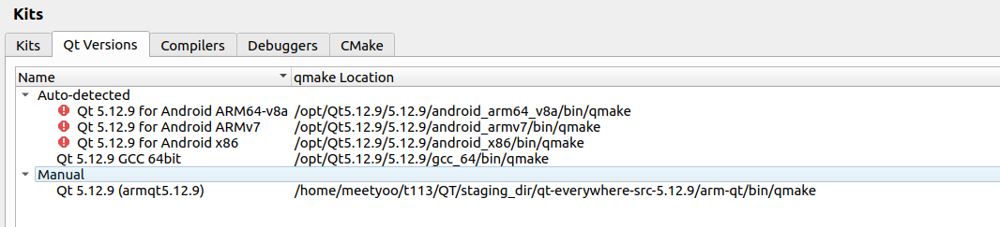 Kits
Kits Qt Versions Compilers Debuggers CMake
Name qmake Location
Auto-detected
Qt 5.12.9 for Android ARM64-v8a /opt/Qt5.12.9/5.12.9/android_arm64_v8a/bin/qmake
Qt 5.12.9 for Android ARMv7 /opt/Qt5.12.9/5.12.9/android_armv7/bin/qmake
Qt 5.12.9 for Android x86 /opt/Qt5.12.9/5.12.9/android_x86/bin/qmake
Qt 5.12.9 GCC 64bit /opt/Qt5.12.9/5.12.9/gcc_64/bin/qmake
Manual
Qt 5.12.9 (armqt5.12.9) /home/meetyoo/t113/QT/staging_dir/qt-everywhere-src-5.12.9/arm-qt/bin/qmake